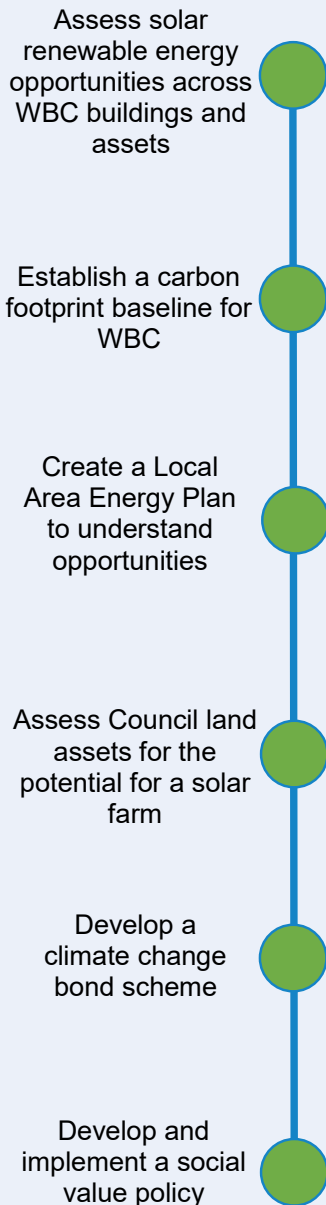 Assess solar
renewable energy
opportunities across
WBC buildings and
assets
Establish a carbon
footprint baseline for
WBC
Create a Local
Area Energy Plan
to understand
opportunities
Assess Council land
assets for the
potential for a solar
farm
Develop a
climate change
bond scheme
Develop and
implement a social
value policy